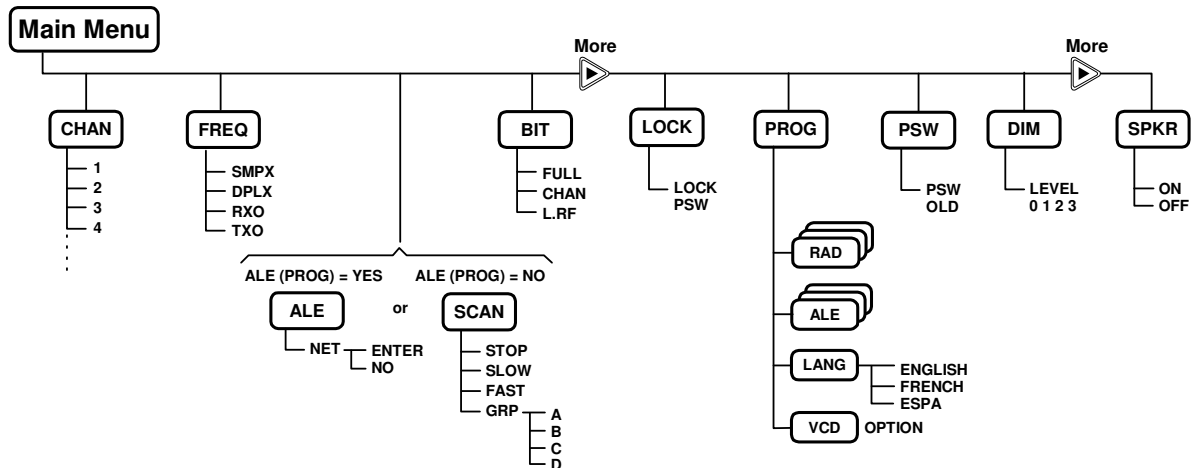 Main Menu
More
More
CHAN
FREQ
BIT
LOCK
PROG
PSW
DIM
SPKR
1
2
3
4
SMPX
DPLX
RXO
TXO
FULL
CHAN
L.RF
LOCK
PSW
PSW
OLD
LEVEL
0 1 2 3
ON
OFF
ALE (PROG) = YES
ALE (PROG) = NO
ALE
or
SCAN
NET
ENTER
NO
STOP
SLOW
FAST
GRP
A
B
C
D
RAD
ALE
LANG
ENGLISH
FRENCH
ESPA
VCD
OPTION